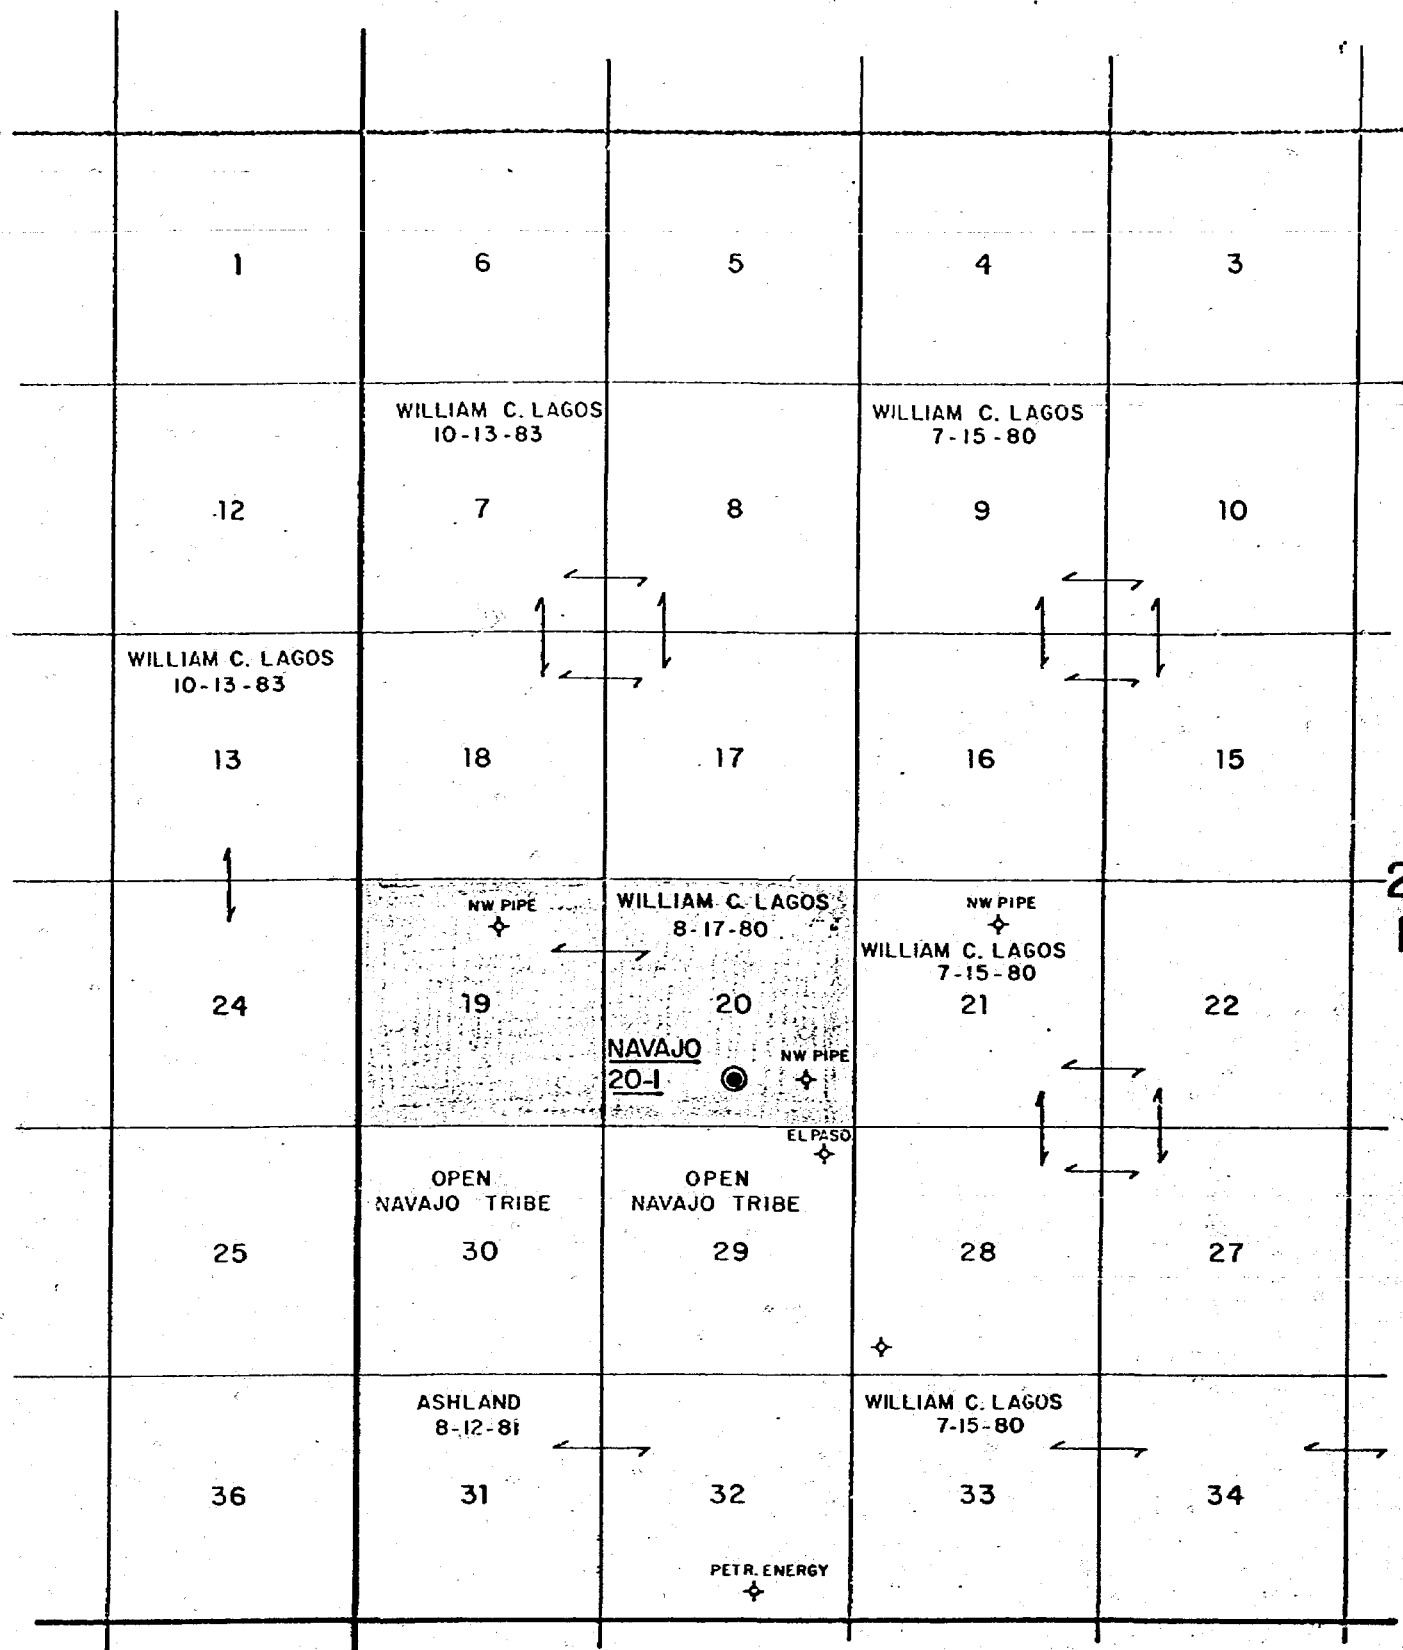 1
6
5
4
3
WILLIAM C. LAGOS
10-13-83
WILLIAM C. LAGOS
7-15-80
12
7
8
9
10
WILLIAM C. LAGOS
10-13-83
13
18
17
16
15
NW PIPE
WILLIAM C. LAGOS
8-17-80
NW PIPE
WILLIAM C. LAGOS
7-15-80
24
19
20
21
22
NAVAJO
20-1
NW PIPE
EL PASO
OPEN
NAVAJO TRIBE
OPEN
NAVAJO TRIBE
25
30
29
28
27
ASHLAND
8-12-81
WILLIAM C. LAGOS
7-15-80
36
31
32
33
34
PETR. ENERGY